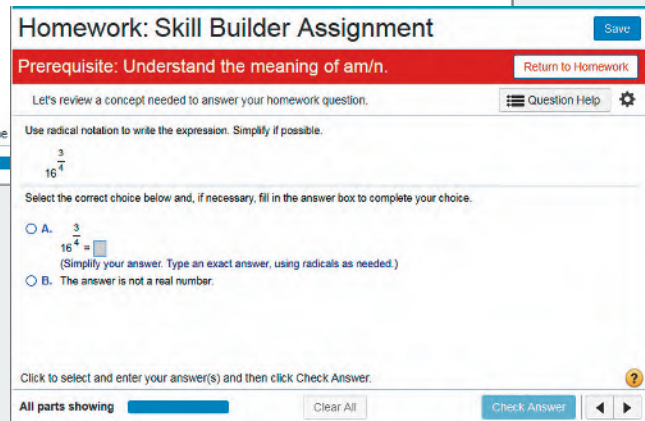 Homework: Skill Builder Assignment
Save
Prerequisite: Understand the meaning of am/n.
Return to Homework
Let's review a concept needed to answer your homework question.
Question Help
Use radical notation to write the expression. Simplify if possible.
16^(3/4)
Select the correct choice below and, if necessary, fill in the answer box to complete your choice.
A. 16^(3/4) =
(Simplify your answer. Type an exact answer, using radicals as needed.)
B. The answer is not a real number.
Click to select and enter your answer(s) and then click Check Answer.
?
All parts showing
Clear All
Check Answer